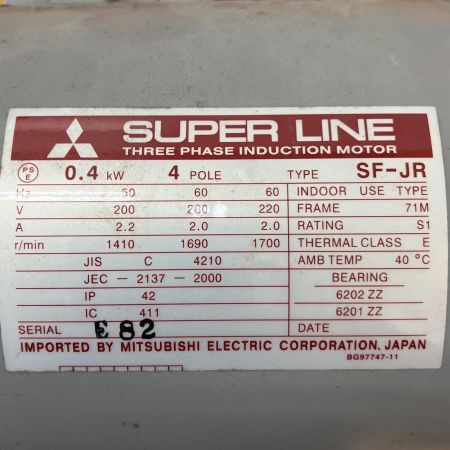 SUPER LINE
THREE PHASE INDUCTION MOTOR
PS E 0.4 kW 4 POLE TYPE SF-JR
Hz 50 60 60 INDOOR USE TYPE
V 200 200 220 FRAME 71M
A 2.2 2.0 2.0 RATING S1
r/min 1410 1690 1700 THERMAL CLASS E
JIS C 4210 AMB TEMP 40 °C
JEC - 2137 - 2000 BEARING
IP 42 6202 ZZ
IC 411 6201 ZZ
SERIAL E 82 DATE
IMPORTED BY MITSUBISHI ELECTRIC CORPORATION, JAPAN
BG97747-11